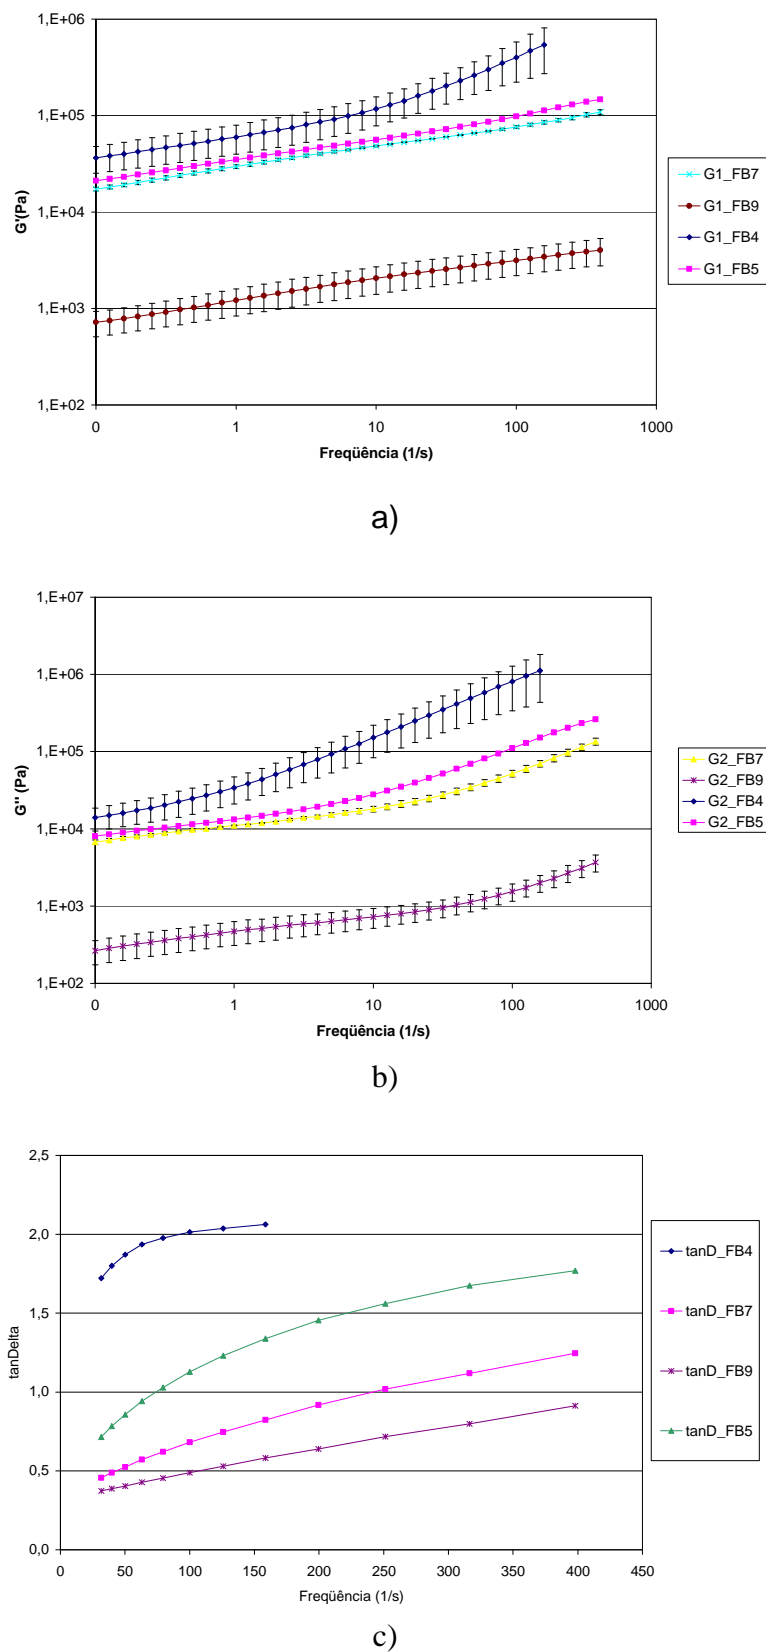 1,E+06
1,E+05
1,E+04
1,E+03
1,E+02
G'(Pa)
0 1 10 100 1000
Freqüência (1/s)
G1_FB7
G1_FB9
G1_FB4
G1_FB5
a)
1,E+07
1,E+06
1,E+05
1,E+04
1,E+03
1,E+02
G'' (Pa)
0 1 10 100 1000
Freqüência (1/s)
G2_FB7
G2_FB9
G2_FB4
G2_FB5
b)
2,5
2,0
1,5
1,0
0,5
0,0
tanDelta
0 50 100 150 200 250 300 350 400 450
Freqüência (1/s)
tanD_FB4
tanD_FB7
tanD_FB9
tanD_FB5
c)